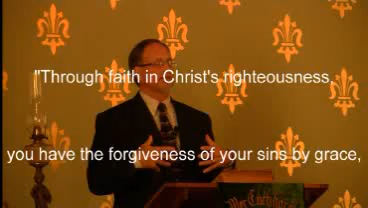 "Through faith in Christ's righteousness,
you have the forgiveness of your sins by grace,